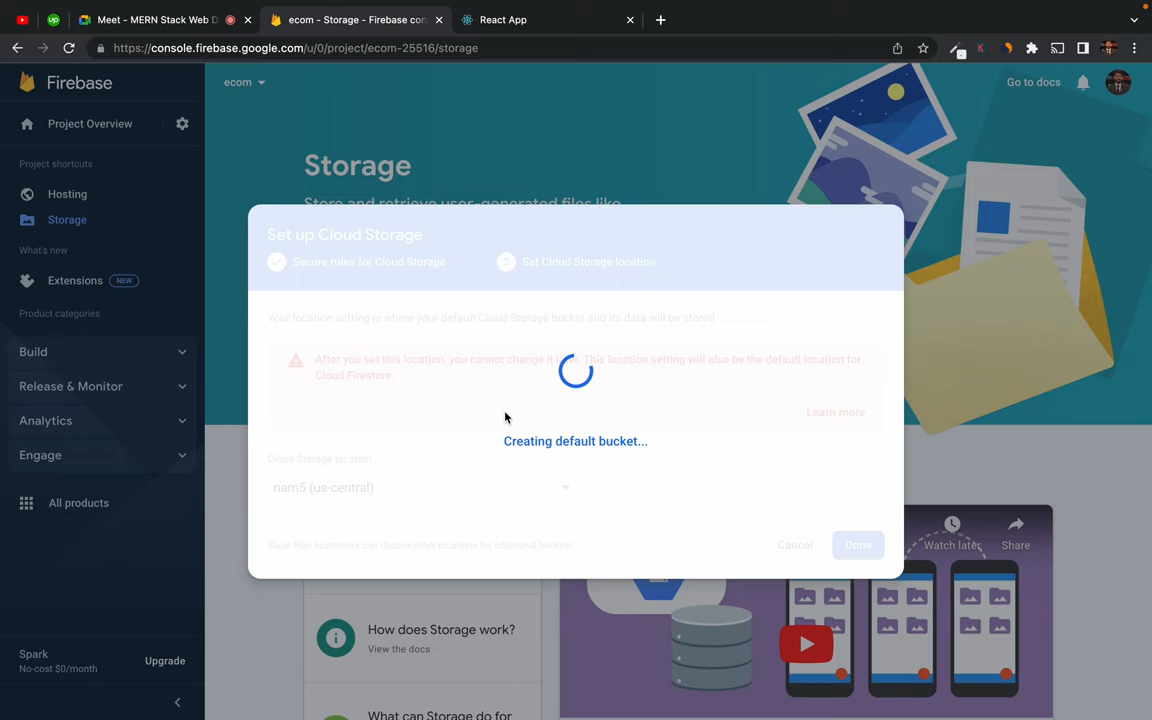 Meet - MERN Stack Web D
ecom - Storage - Firebase con
React App
https://console.firebase.google.com/u/0/project/ecom-25516/storage
Firebase
ecom
Go to docs
Project Overview
Project shortcuts
Hosting
Storage
What's new
Extensions NEW
Product categories
Build
Release & Monitor
Analytics
Engage
All products
Spark
No-cost $0/month
Upgrade
Storage
Store and retrieve user-generated files like
Set up Cloud Storage
Secure rules for Cloud Storage
2 Set Cloud Storage location
Your location setting is where your default Cloud Storage bucket and its data will be stored
After you set this location, you cannot change it later. This location setting will also be the default location for
Cloud Firestore.
Learn more
Creating default bucket...
Cloud Storage location
nam5 (us-central)
Blaze Plan customers can choose other locations for additional buckets
Cancel
Done
Watch later
Share
How does Storage work?
View the docs
What can Storage do for